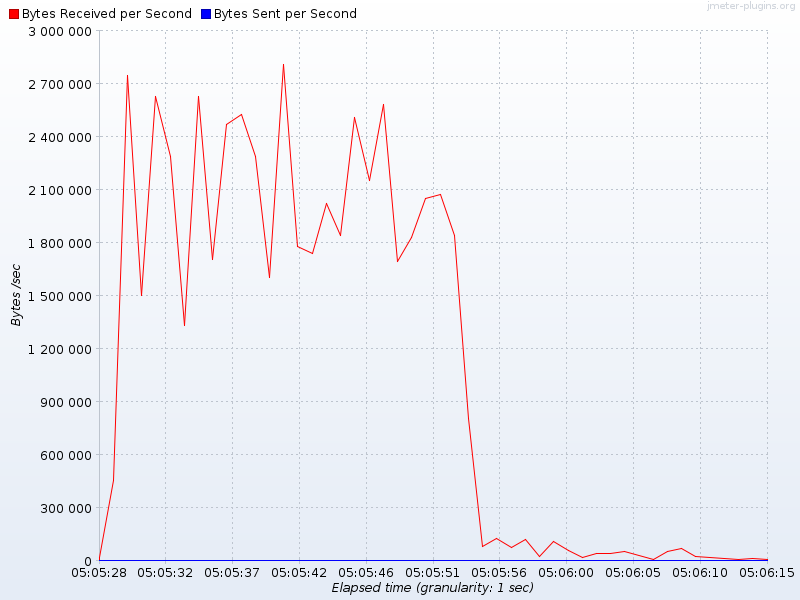 jmeter-plugins.org
Bytes Received per Second Bytes Sent per Second
3 000 000
2 700 000
2 400 000
2 100 000
1 800 000
1 500 000
1 200 000
900 000
600 000
300 000
0
Bytes /sec
05:05:28 05:05:32 05:05:37 05:05:42 05:05:46 05:05:51 05:05:56 05:06:00 05:06:05 05:06:10 05:06:15
Elapsed time (granularity: 1 sec)